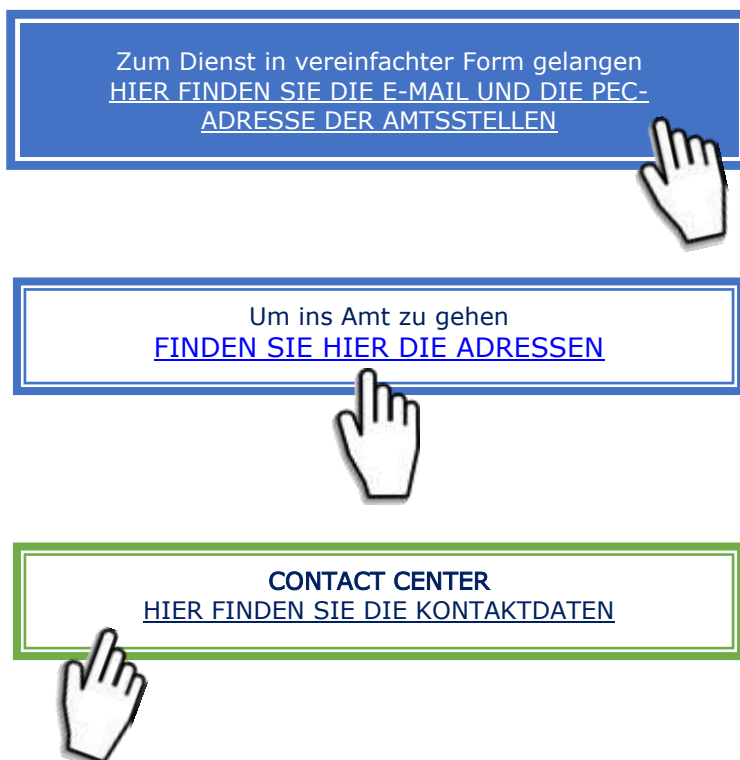 Zum Dienst in vereinfachter Form gelangen
HIER FINDEN SIE DIE E-MAIL UND DIE PEC-
ADRESSE DER AMTSSTELLEN
Um ins Amt zu gehen
FINDEN SIE HIER DIE ADRESSEN
CONTACT CENTER
HIER FINDEN SIE DIE KONTAKTDATEN